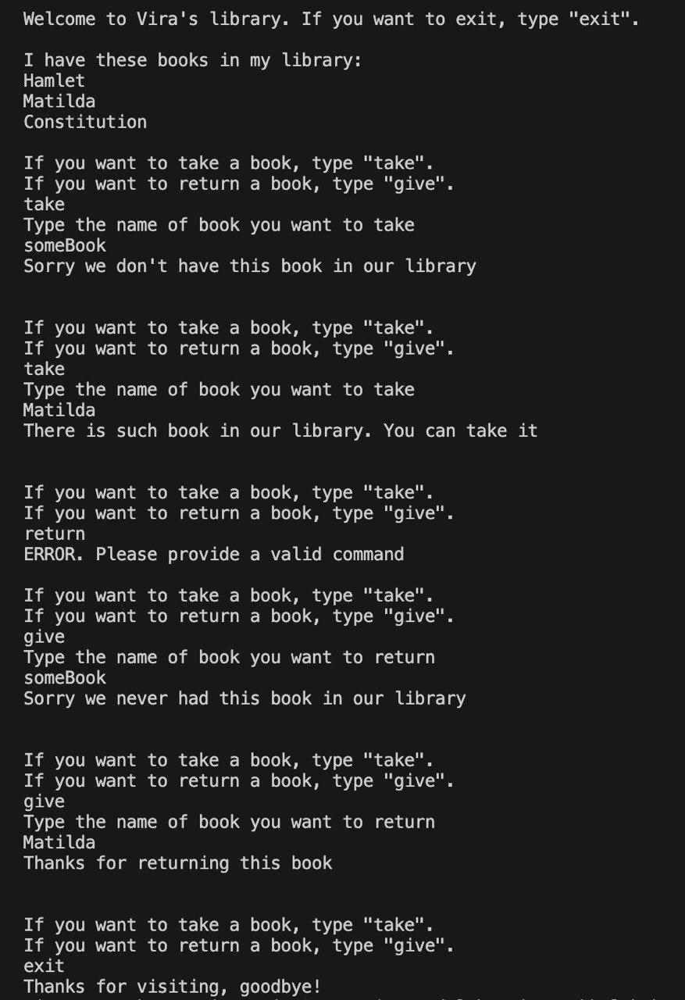 Welcome to Vira's library. If you want to exit, type "exit".
I have these books in my library:
Hamlet
Matilda
Constitution
If you want to take a book, type "take".
If you want to return a book, type "give".
take
Type the name of book you want to take
someBook
Sorry we don't have this book in our library
If you want to take a book, type "take".
If you want to return a book, type "give".
take
Type the name of book you want to take
Matilda
There is such book in our library. You can take it
If you want to take a book, type "take".
If you want to return a book, type "give".
return
ERROR. Please provide a valid command
If you want to take a book, type "take".
If you want to return a book, type "give".
give
Type the name of book you want to return
someBook
Sorry we never had this book in our library
If you want to take a book, type "take".
If you want to return a book, type "give".
give
Type the name of book you want to return
Matilda
Thanks for returning this book
If you want to take a book, type "take".
If you want to return a book, type "give".
exit
Thanks for visiting, goodbye!